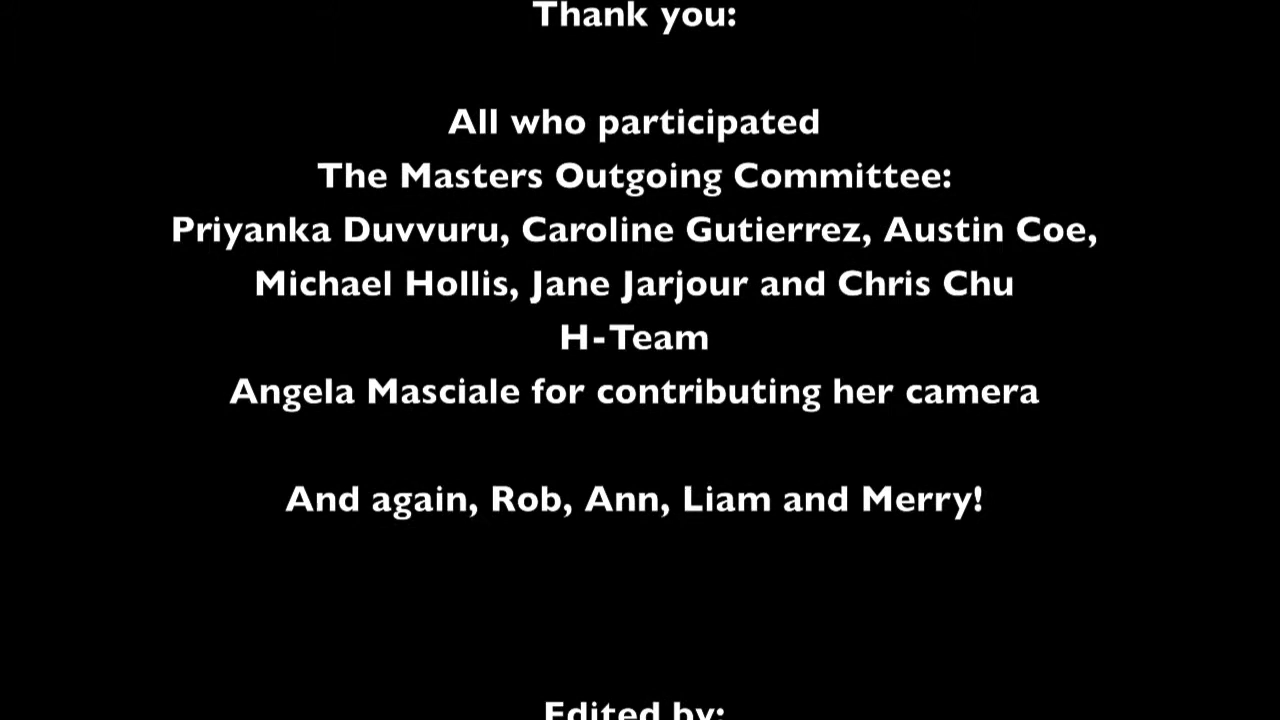 Thank you:
All who participated
The Masters Outgoing Committee:
Priyanka Duvvuru, Caroline Gutierrez, Austin Coe,
Michael Hollis, Jane Jarjour and Chris Chu
H-Team
Angela Masciale for contributing her camera
And again, Rob, Ann, Liam and Merry!
Edited by: